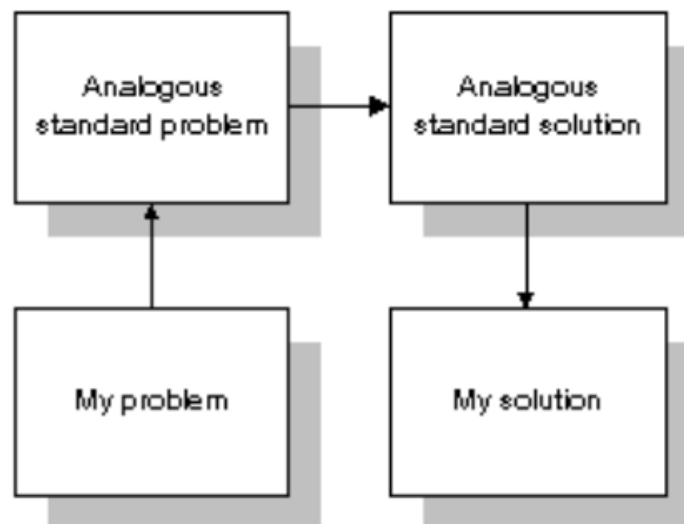 Analogous
standard problem
Analogous
standard solution
My problem
My solution